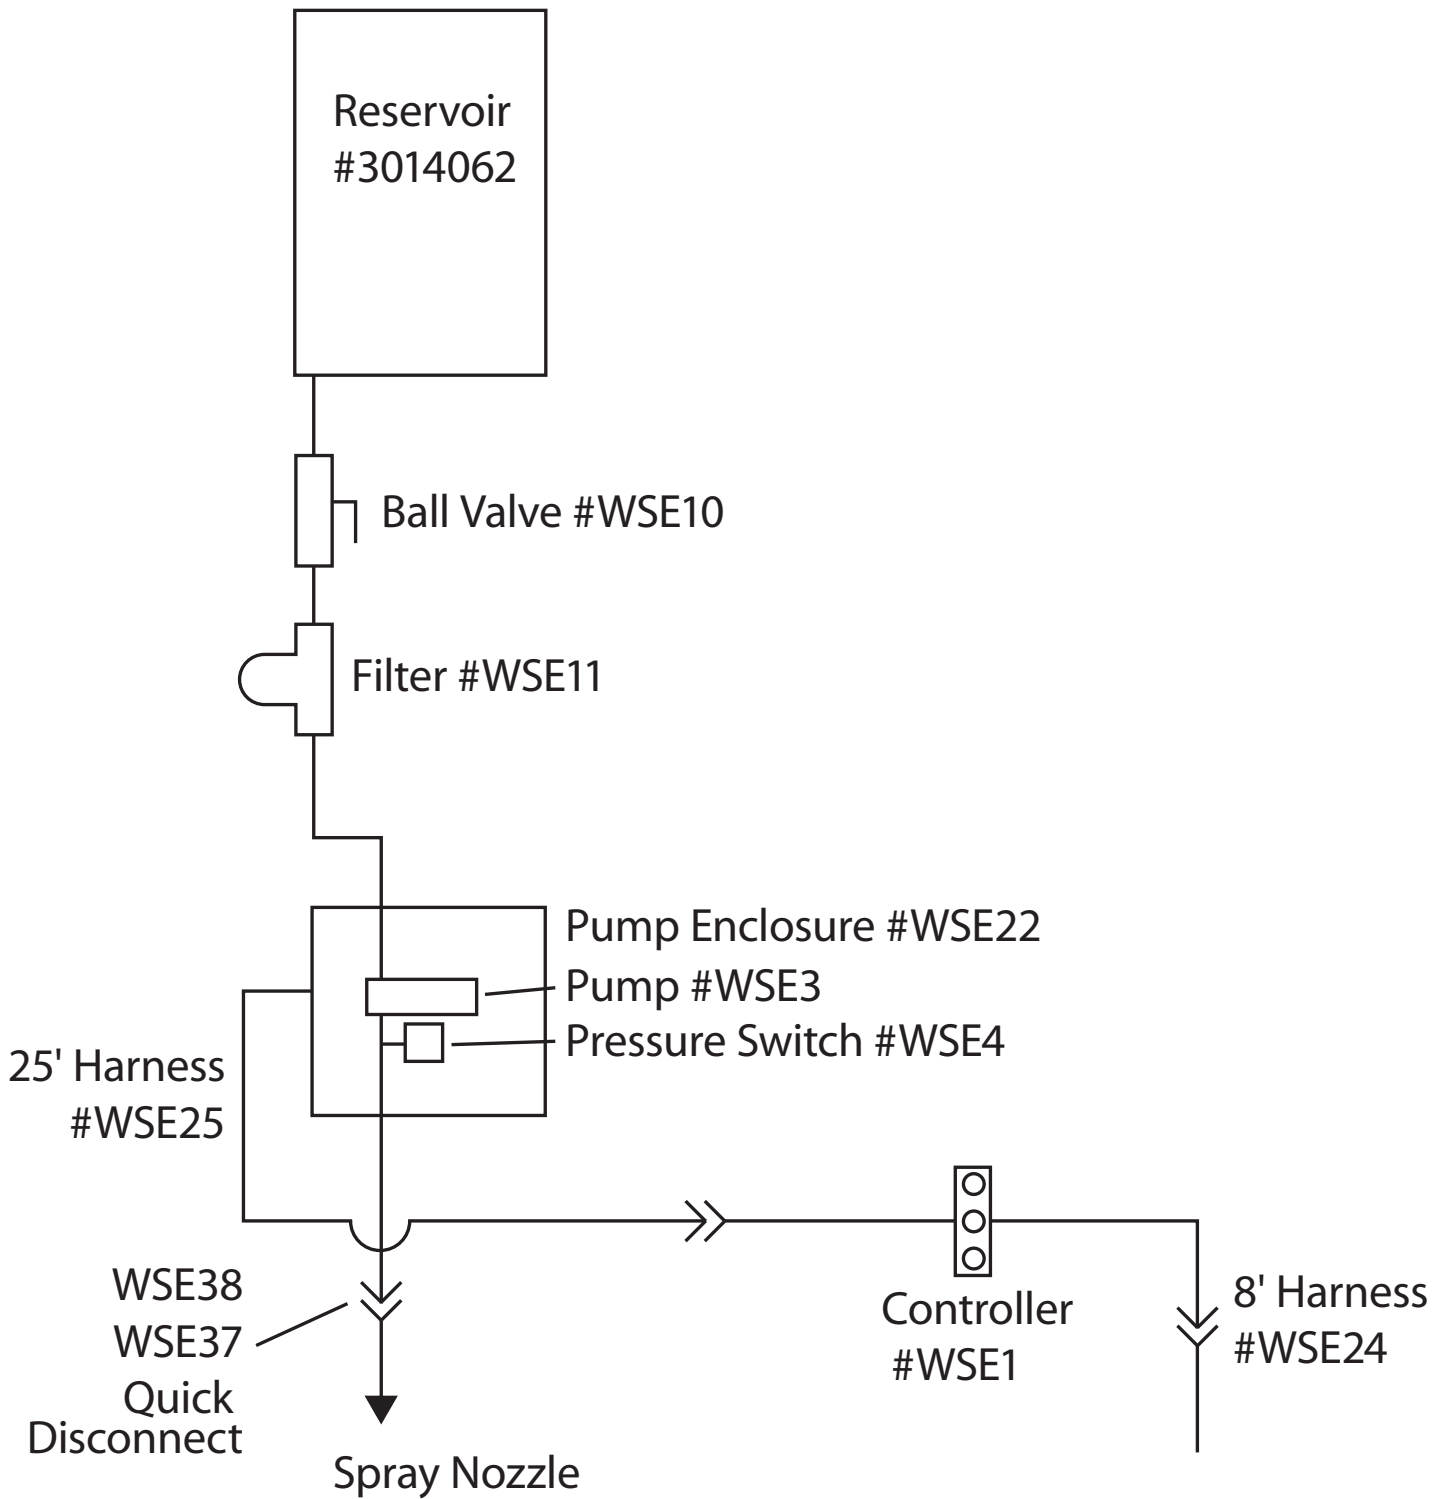 Reservoir
#3014062
Ball Valve #WSE10
Filter #WSE11
Pump Enclosure #WSE22
Pump #WSE3
Pressure Switch #WSE4
25' Harness
#WSE25
WSE38
WSE37
Quick
Disconnect
Controller
#WSE1
8' Harness
#WSE24
Spray Nozzle